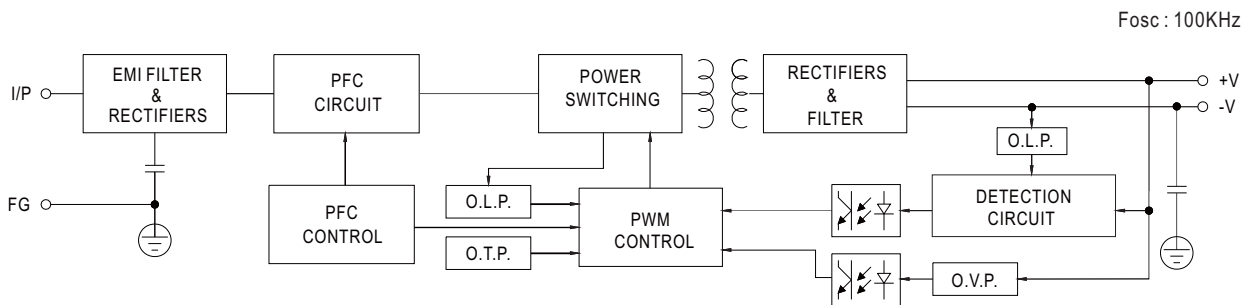 Fosc : 100KHz
I/P
EMI FILTER
&
RECTIFIERS
PFC
CIRCUIT
POWER
SWITCHING
RECTIFIERS
&
FILTER
+V
-V
O.L.P.
FG
PFC
CONTROL
O.L.P.
O.T.P.
PWM
CONTROL
DETECTION
CIRCUIT
O.V.P.